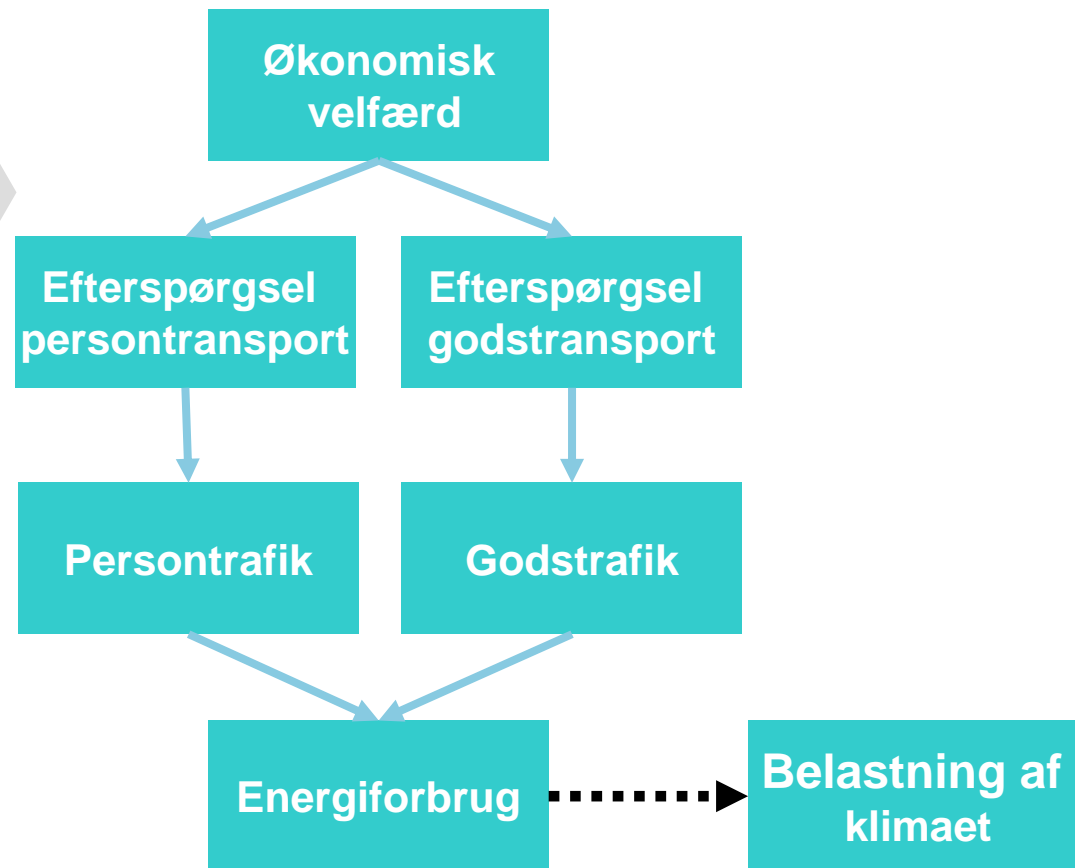 Økonomisk
velfærd
Efterspørgsel
persontransport
Efterspørgsel
godstransport
Persontrafik
Godstrafik
Energiforbrug
Belastning af
klimaet